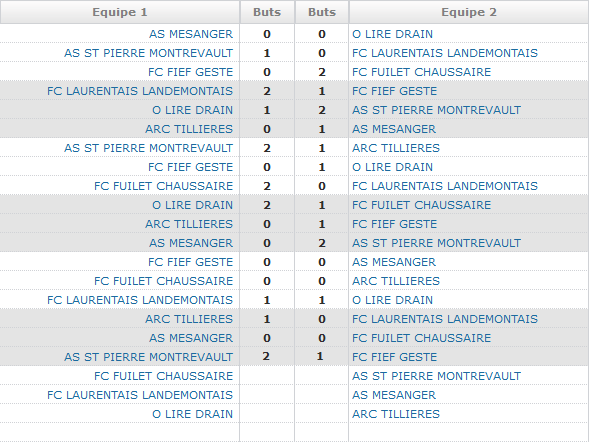 Equipe 1 Buts Buts Equipe 2
AS MESANGER 0 0 O LIRE DRAIN
AS ST PIERRE MONTREVAULT 1 0 FC LAURENTAIS LANDEMONTAIS
FC FIEF GESTE 0 2 FC FUILET CHAUSSAIRE
FC LAURENTAIS LANDEMONTAIS 2 1 FC FIEF GESTE
O LIRE DRAIN 1 2 AS ST PIERRE MONTREVAULT
ARC TILLIERES 0 1 AS MESANGER
AS ST PIERRE MONTREVAULT 2 1 ARC TILLIERES
FC FIEF GESTE 0 1 O LIRE DRAIN
FC FUILET CHAUSSAIRE 2 0 FC LAURENTAIS LANDEMONTAIS
O LIRE DRAIN 2 1 FC FUILET CHAUSSAIRE
ARC TILLIERES 0 1 FC FIEF GESTE
AS MESANGER 0 2 AS ST PIERRE MONTREVAULT
FC FIEF GESTE 0 0 AS MESANGER
FC FUILET CHAUSSAIRE 0 0 ARC TILLIERES
FC LAURENTAIS LANDEMONTAIS 1 1 O LIRE DRAIN
ARC TILLIERES 1 0 FC LAURENTAIS LANDEMONTAIS
AS MESANGER 0 0 FC FUILET CHAUSSAIRE
AS ST PIERRE MONTREVAULT 2 1 FC FIEF GESTE
FC FUILET CHAUSSAIRE AS ST PIERRE MONTREVAULT
FC LAURENTAIS LANDEMONTAIS AS MESANGER
O LIRE DRAIN ARC TILLIERES